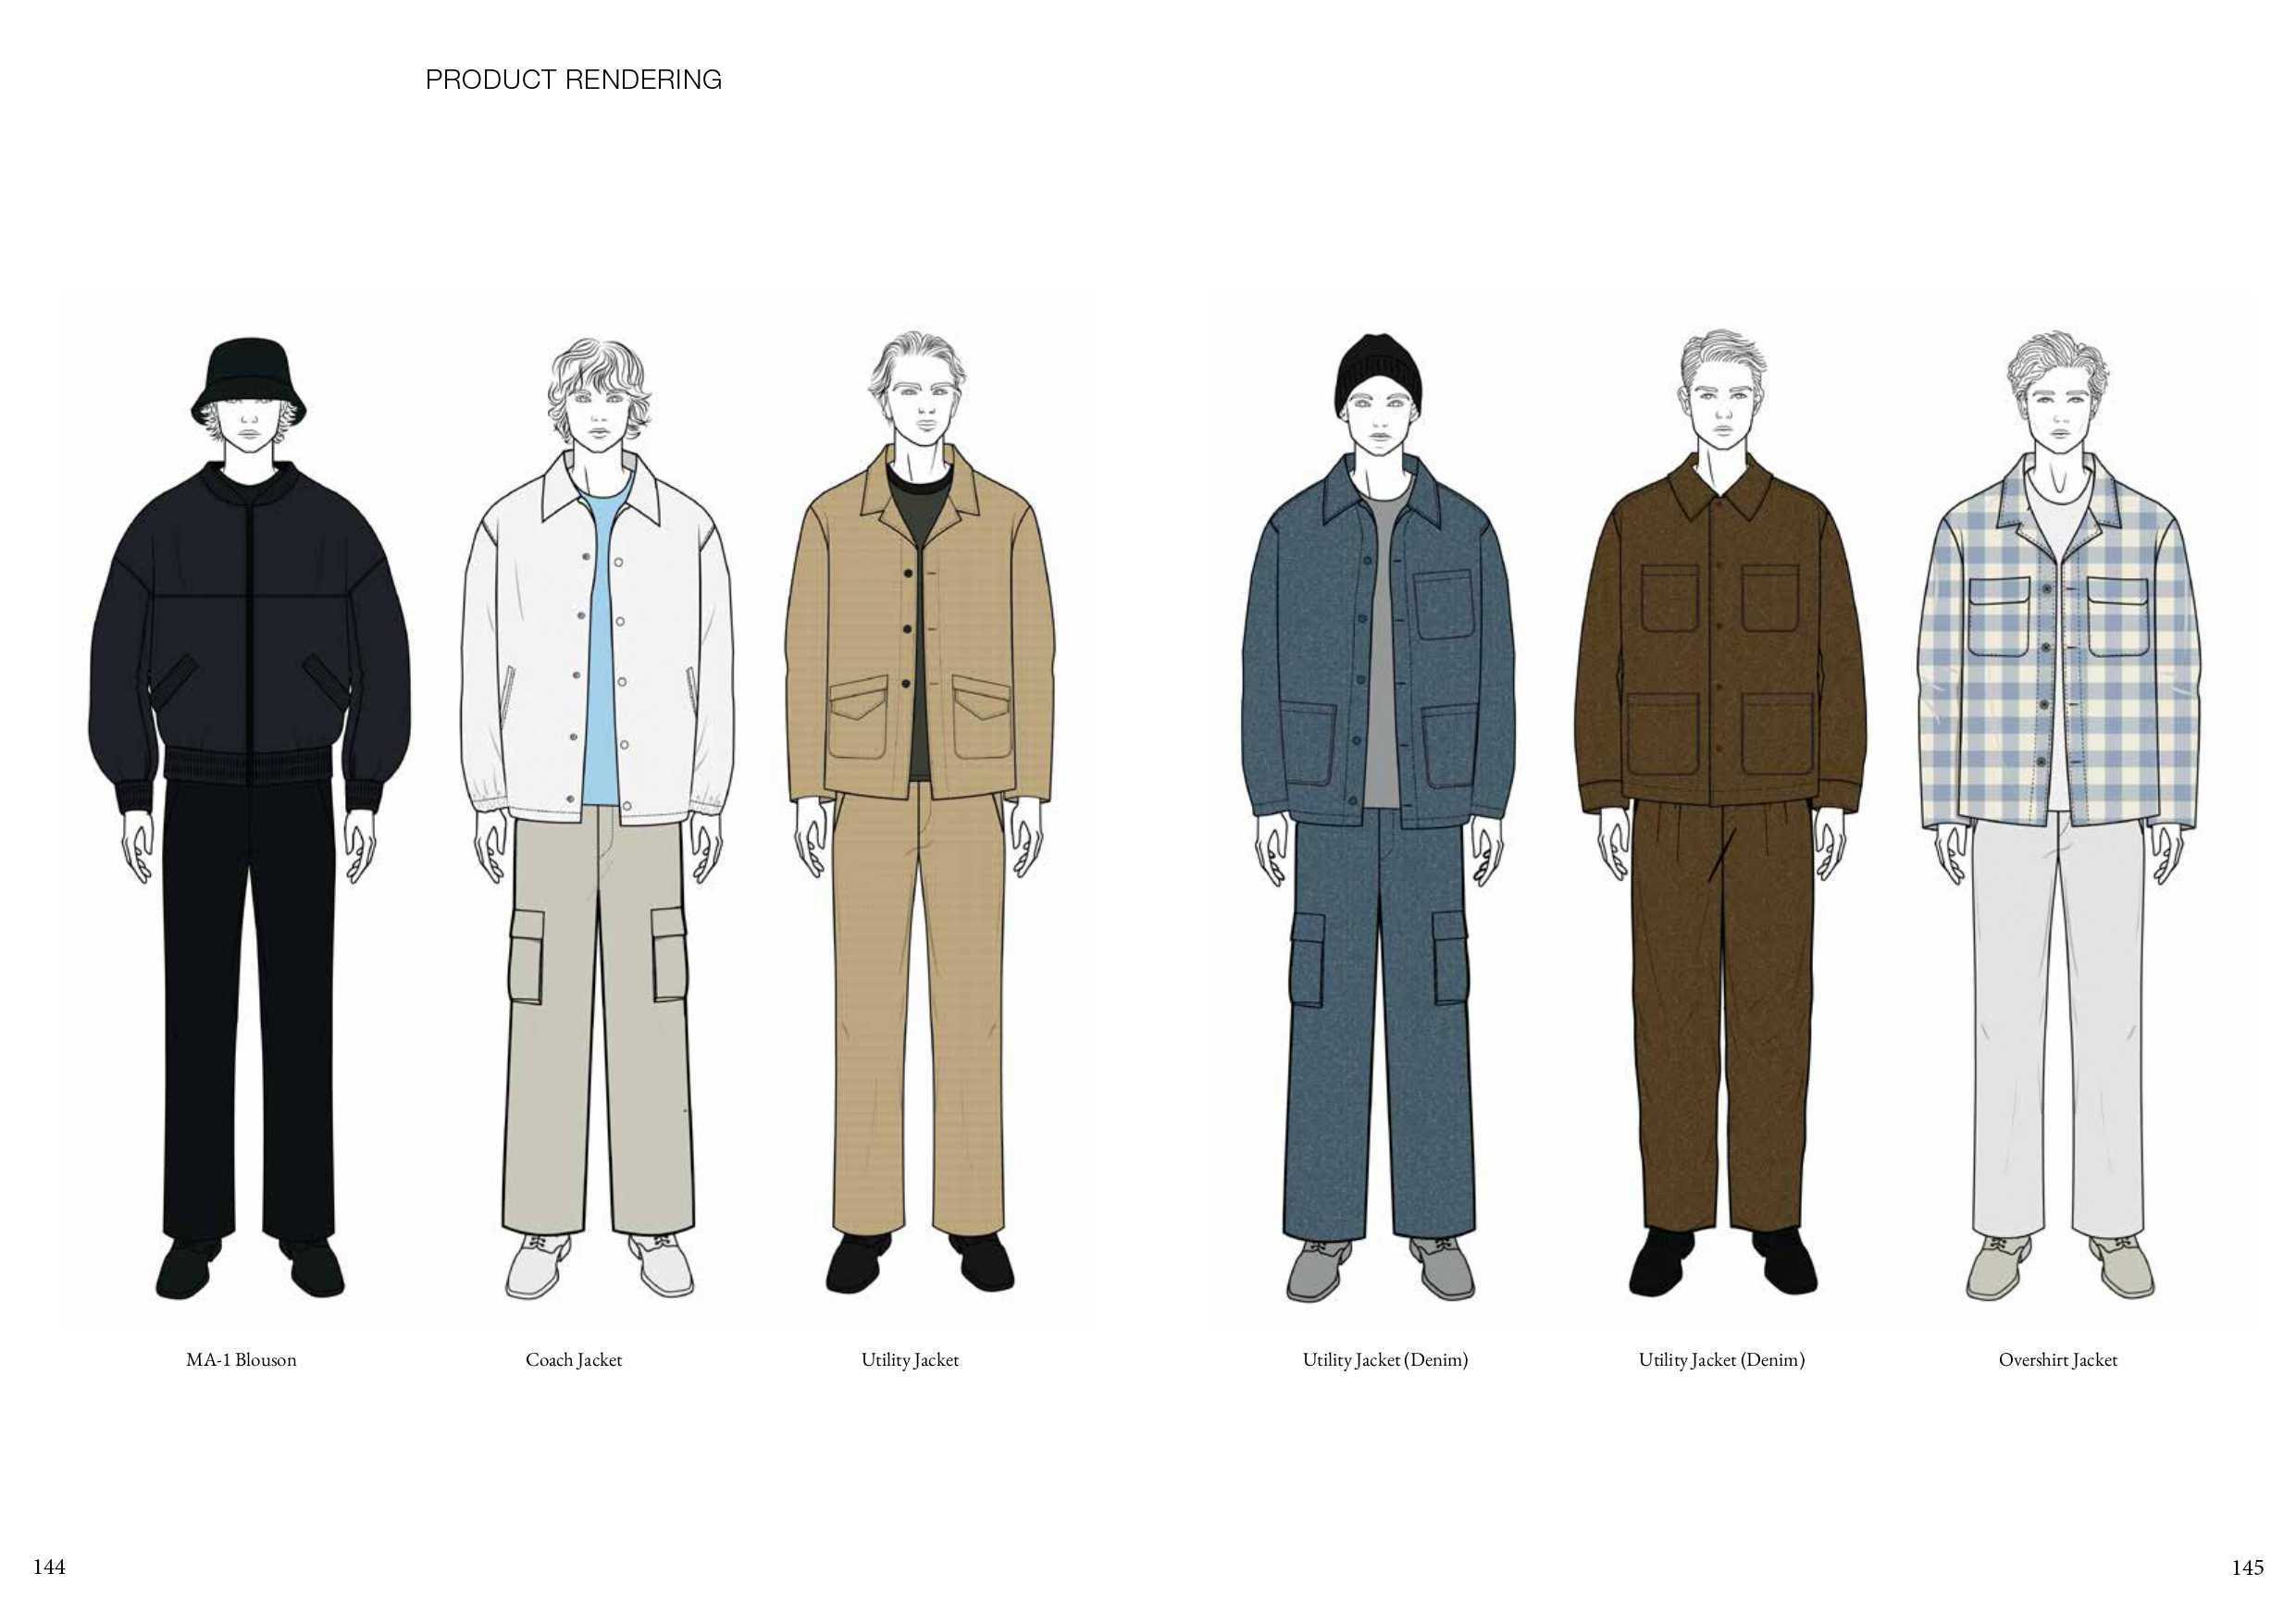 PRODUCT RENDERING
MA-1 Blouson
Coach Jacket
Utility Jacket
Utility Jacket (Denim)
Utility Jacket (Denim)
Overshirt Jacket
144
145